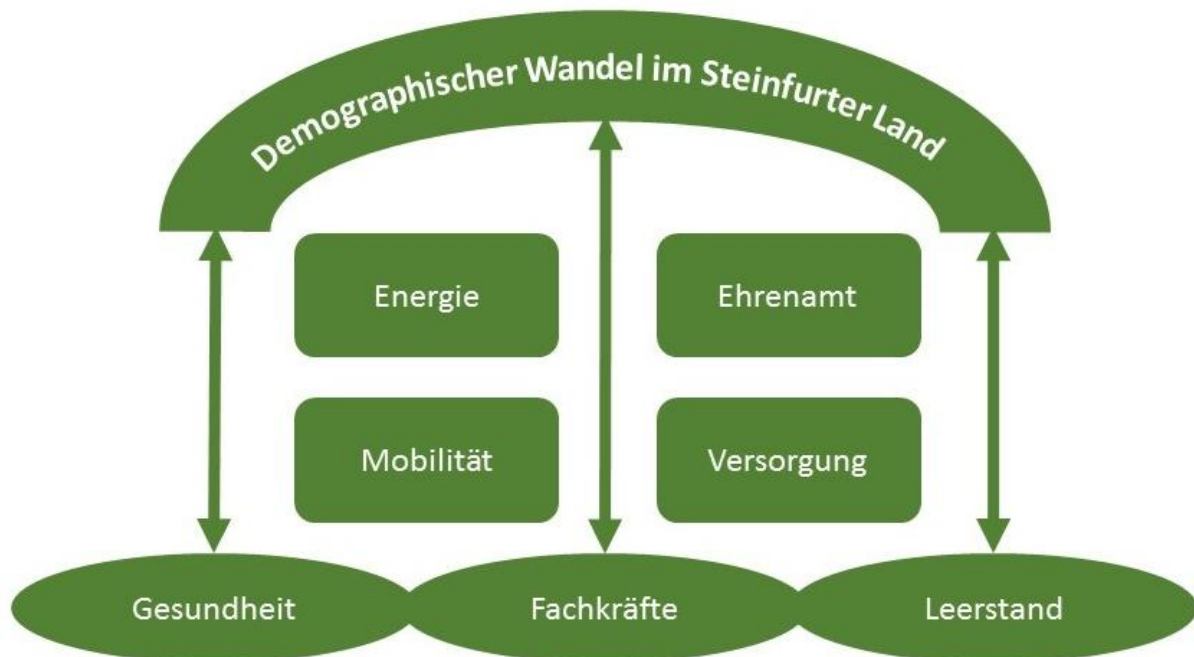 Demographischer Wandel im Steinfurter Land
Energie
Ehrenamt
Mobilität
Versorgung
Gesundheit
Fachkräfte
Leerstand